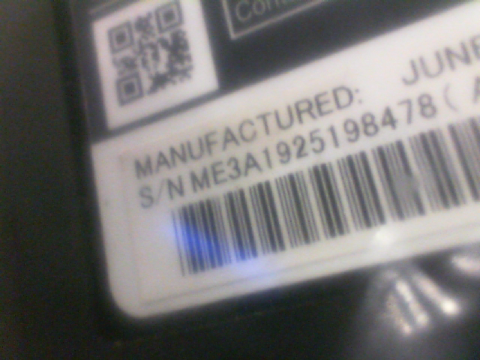 MANUFACTURED: JUNE
S/N ME3A1925198478 ( A